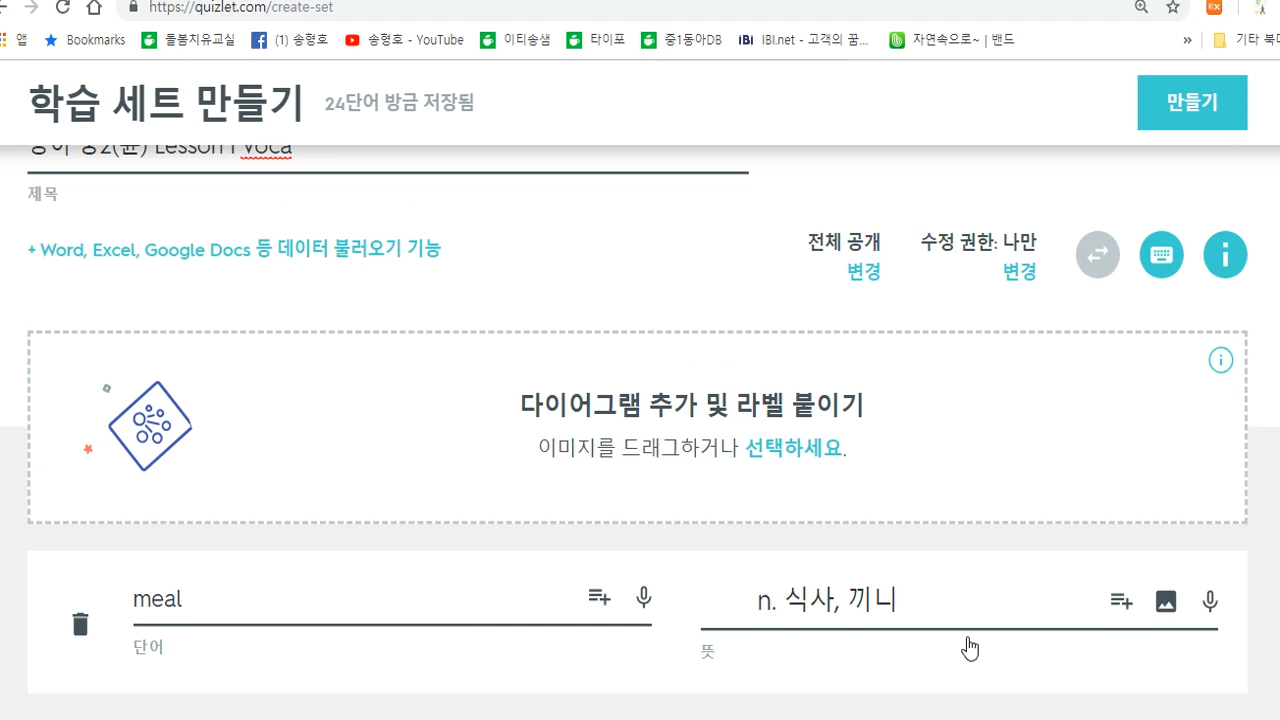 https://quizlet.com/create-set
앱 Bookmarks 돌봄치유교실 (1) 송형호 송형호 - YouTube 이티송샘 타이포 중1동아DB IBI.net - 고객의 꿈... 자연속으로~ | 밴드 » 기타 북마
학습 세트 만들기 24단어 방금 저장됨 만들기
Lesson 1 Voca
제목
+ Word, Excel, Google Docs 등 데이터 불러오기 기능
전체 공개 수정 권한: 나만
변경 변경
다이어그램 추가 및 라벨 붙이기
이미지를 드래그하거나 선택하세요.
meal n. 식사, 끼니
단어 뜻